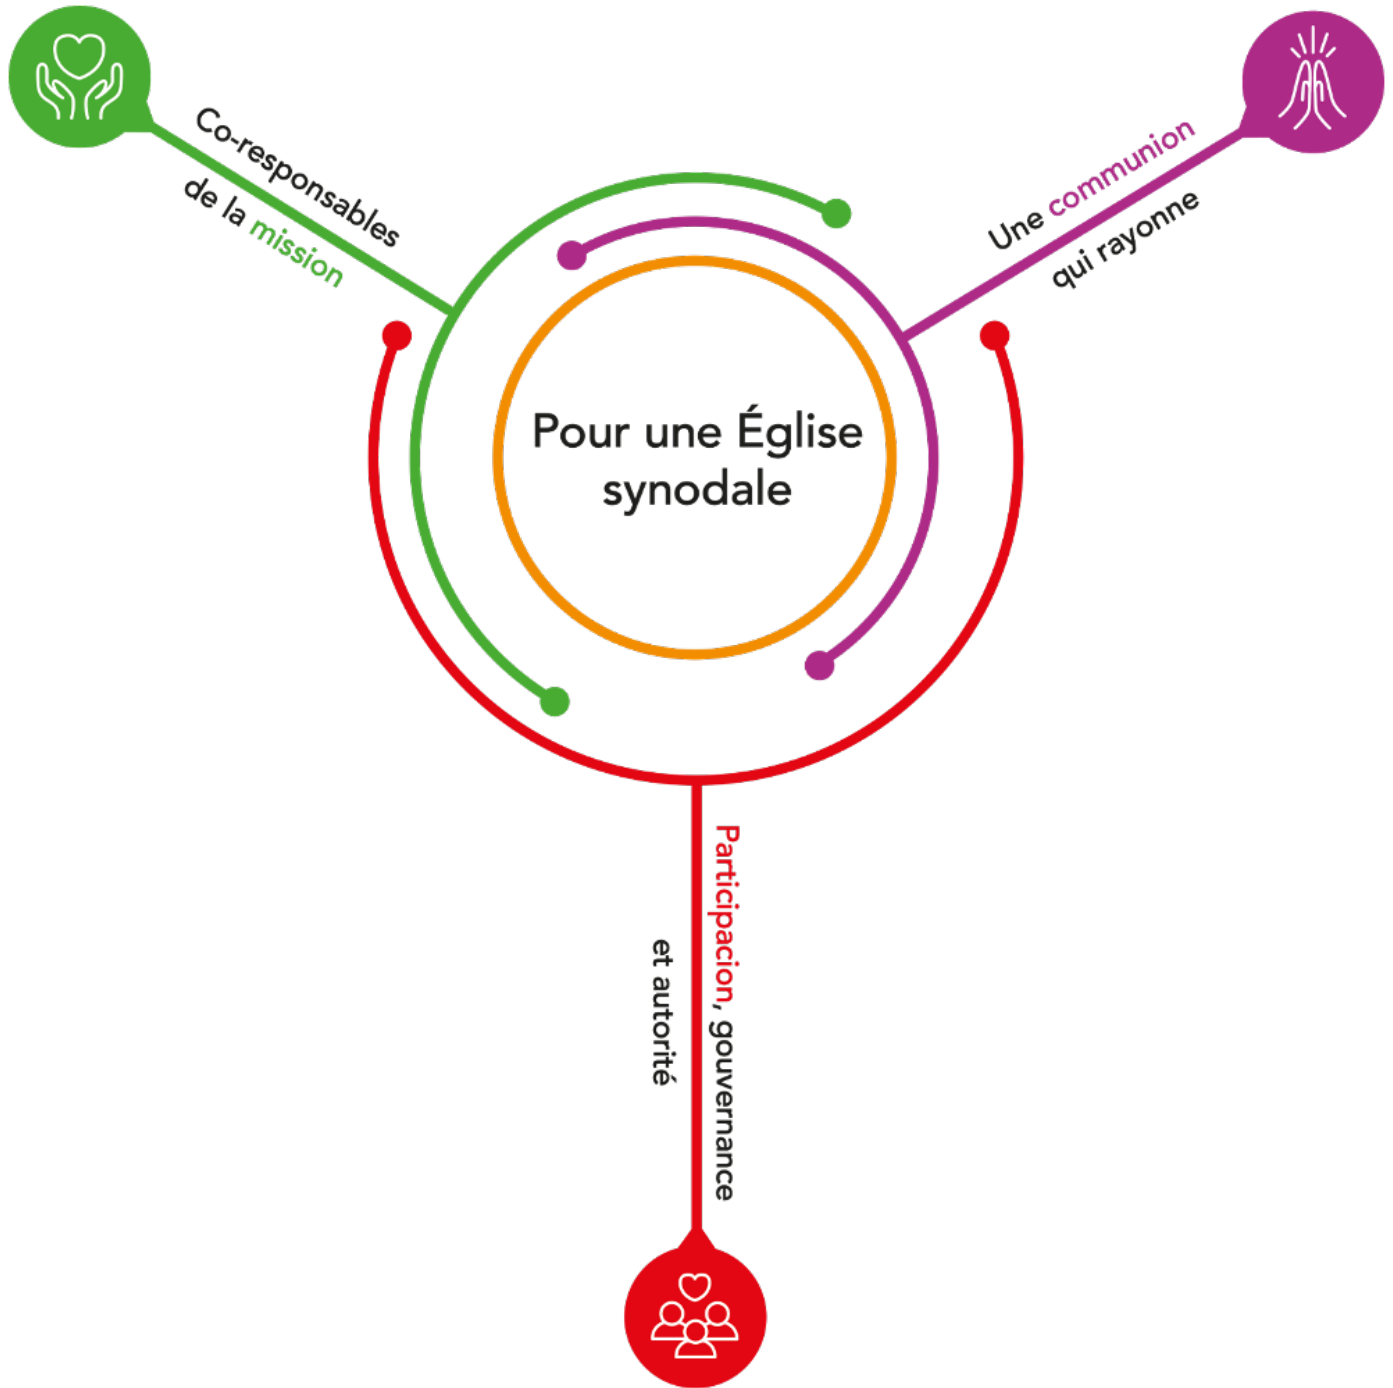 Co-responsables
de la mission
Une communion
qui rayonne
Pour une Église
synodale
Participacion, gouvernance
et autorité